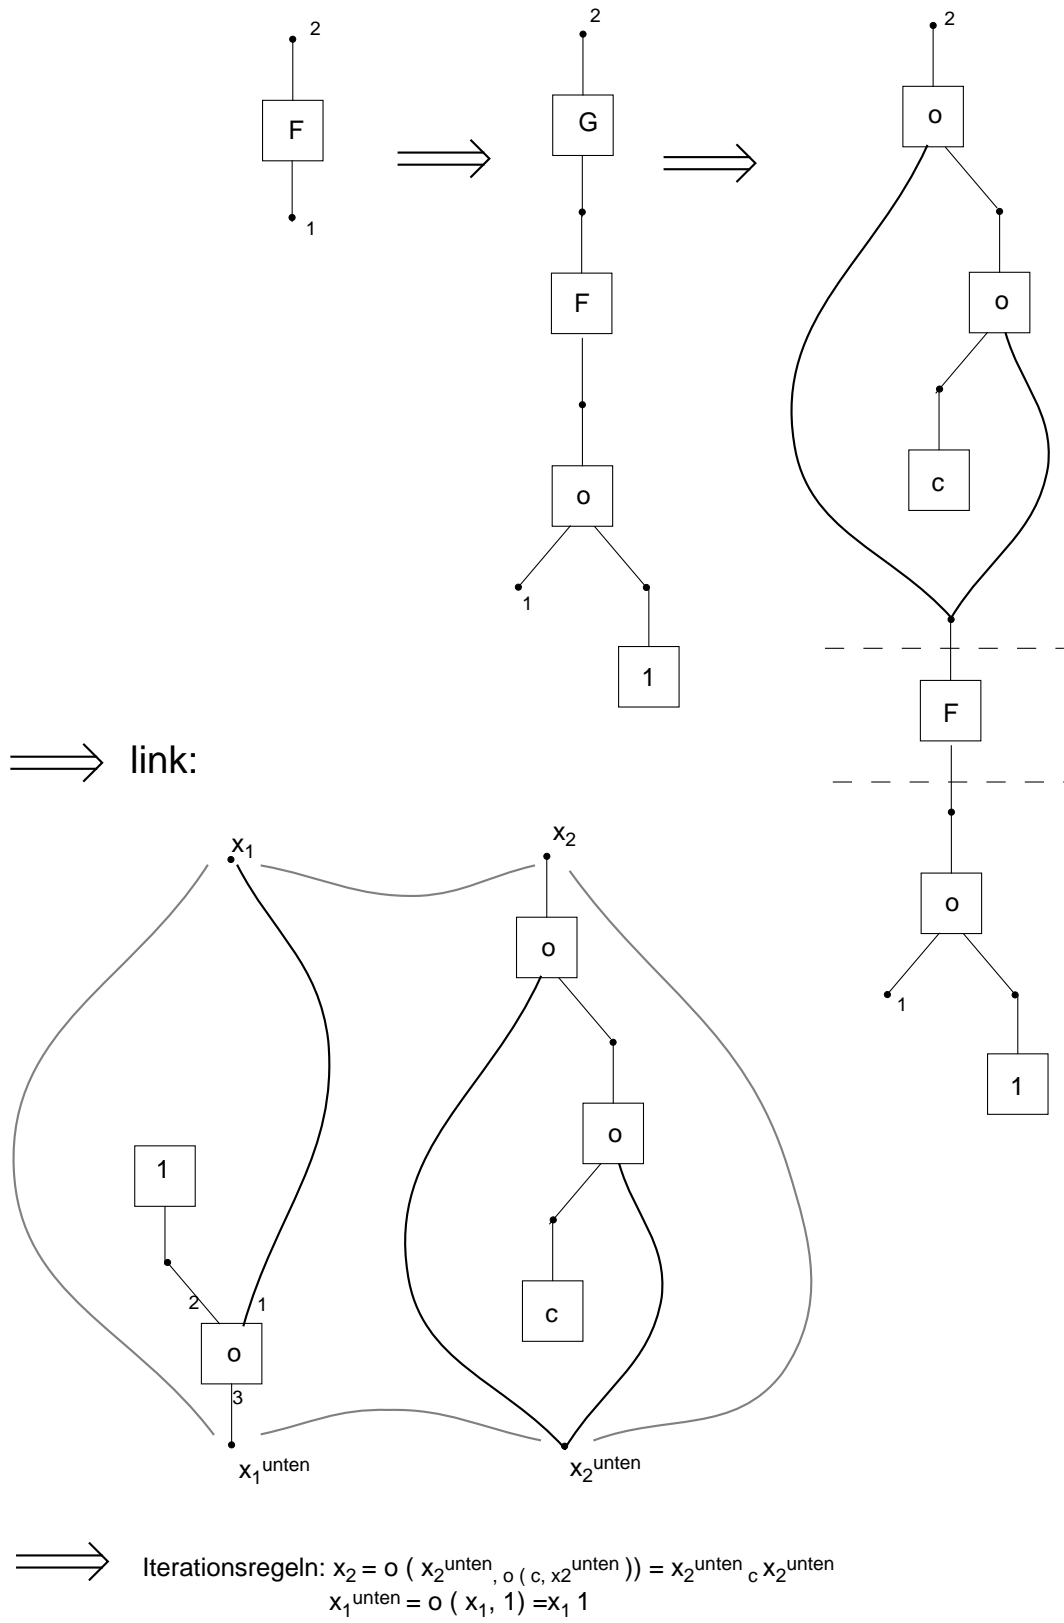 2 2 2
F G o
1
F o
c
o
1
1
F
link:
x1 x2
o o
1
1
o
1
2 1
c
o
3
x1unten x2unten
Iterationsregeln: x2 = o ( x2unten, o ( c, x2unten )) = x2unten c x2unten
x1unten = o ( x1, 1) =x1 1